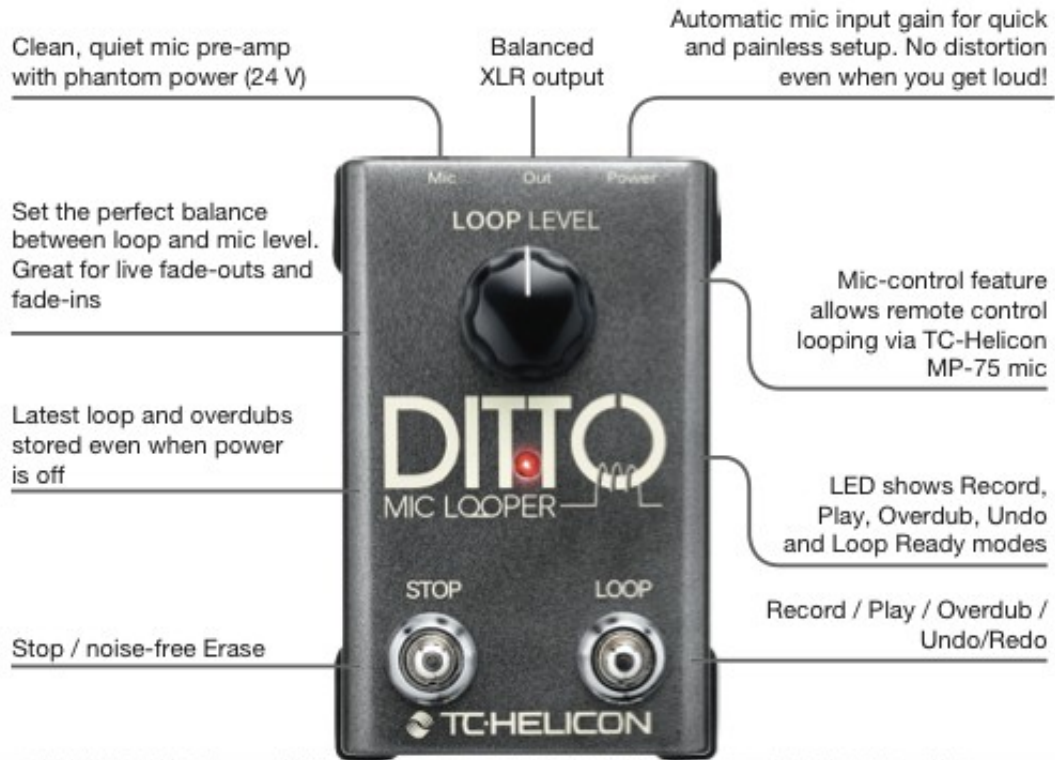 Clean, quiet mic pre-amp
with phantom power (24 V)
Balanced
XLR output
Automatic mic input gain for quick
and painless setup. No distortion
even when you get loud!
Mic
Out
Power
LOOP LEVEL
Set the perfect balance
between loop and mic level.
Great for live fade-outs and
fade-ins
Mic-control feature
allows remote control
looping via TC-Helicon
MP-75 mic
Latest loop and overdubs
stored even when power
is off
DITTO
MIC LOOPER
LED shows Record,
Play, Overdub, Undo
and Loop Ready modes
STOP
LOOP
Stop / noise-free Erase
Record / Play / Overdub /
Undo/Redo
TC·HELICON